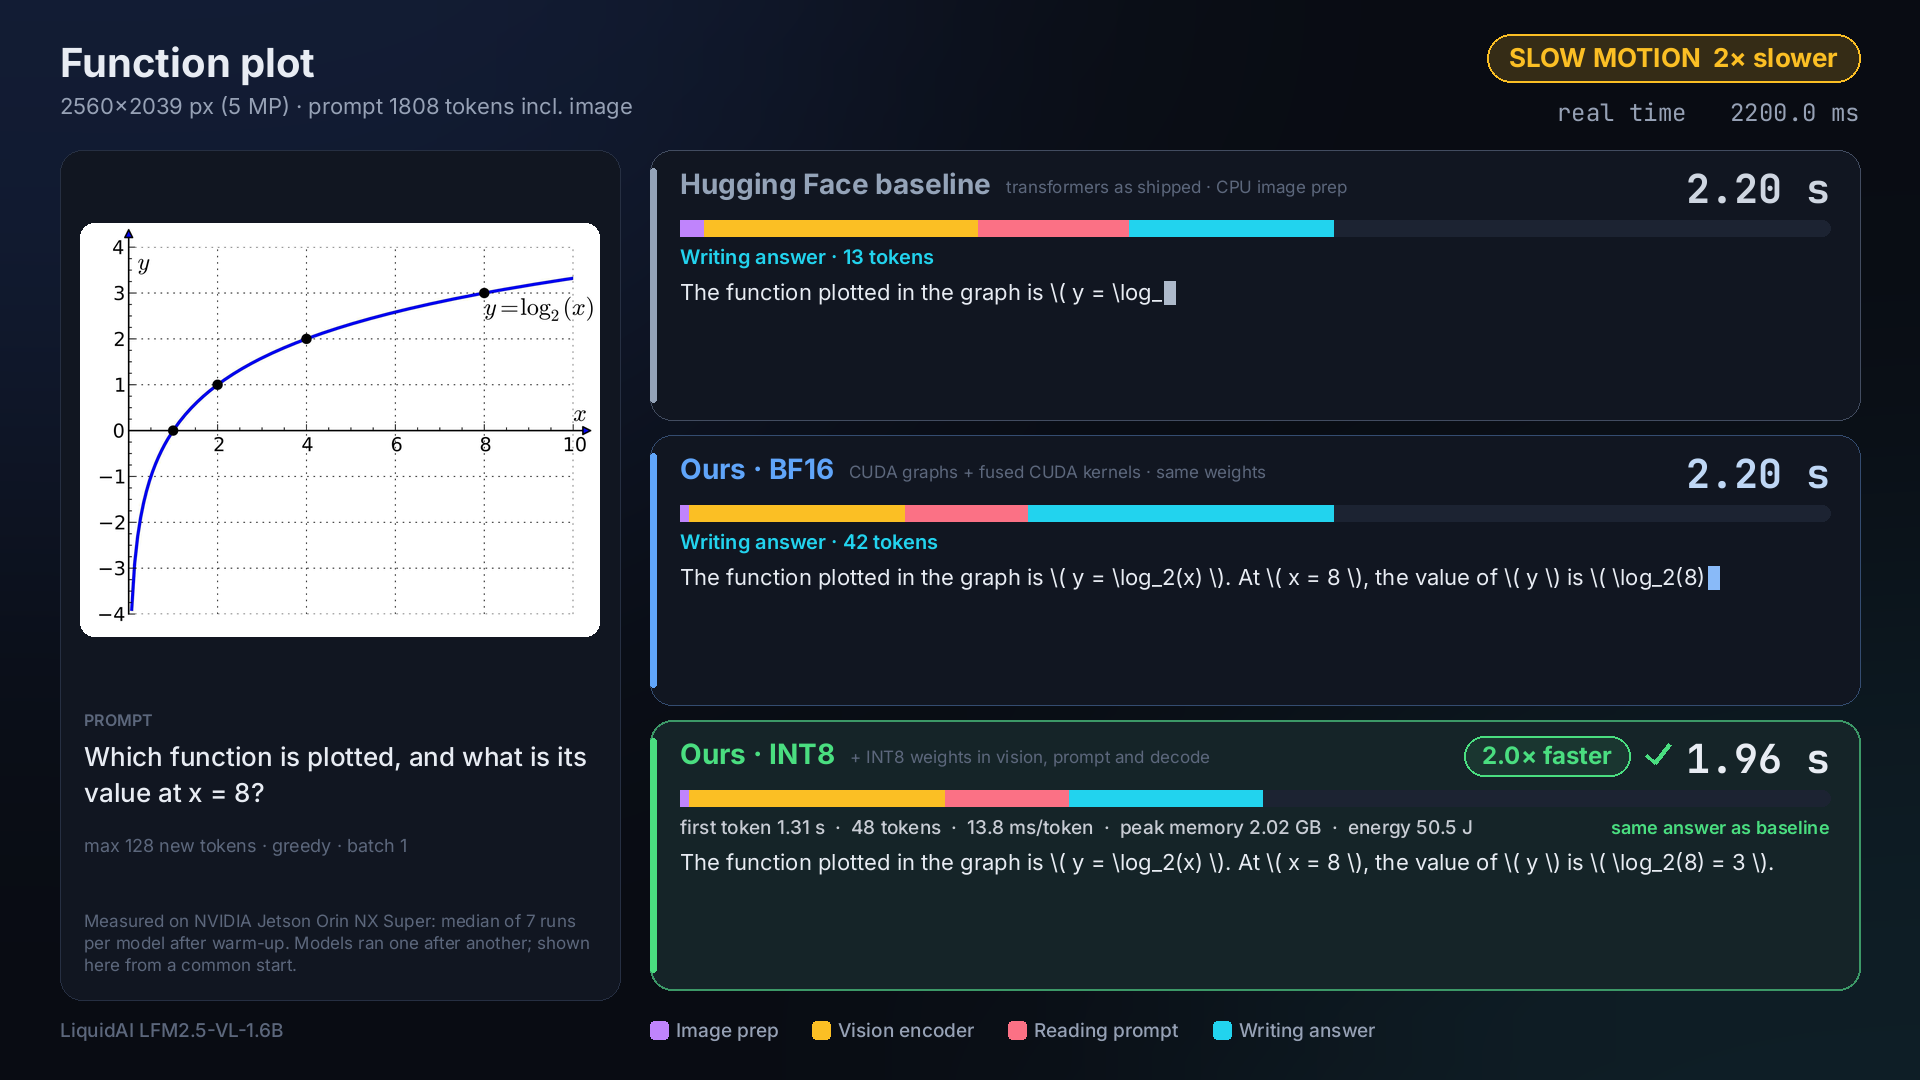 Function plot
2560×2039 px (5 MP) · prompt 1808 tokens incl. image
SLOW MOTION 2× slower
real time 2200.0 ms
4
y
3
y=log₂(x)
2
1
x
0
2 4 6 8 10
−1
−2
−3
−4
PROMPT
Which function is plotted, and what is its
value at x = 8?
max 128 new tokens · greedy · batch 1
Measured on NVIDIA Jetson Orin NX Super: median of 7 runs
per model after warm-up. Models ran one after another; shown
here from a common start.
Hugging Face baseline transformers as shipped · CPU image prep 2.20 s
Writing answer · 13 tokens
The function plotted in the graph is \( y = \log_
Ours · BF16 CUDA graphs + fused CUDA kernels · same weights 2.20 s
Writing answer · 42 tokens
The function plotted in the graph is \( y = \log_2(x) \). At \( x = 8 \), the value of \( y \) is \( \log_2(8)
Ours · INT8 + INT8 weights in vision, prompt and decode 2.0× faster ✓ 1.96 s
first token 1.31 s · 48 tokens · 13.8 ms/token · peak memory 2.02 GB · energy 50.5 J same answer as baseline
The function plotted in the graph is \( y = \log_2(x) \). At \( x = 8 \), the value of \( y \) is \( \log_2(8) = 3 \).
LiquidAI LFM2.5-VL-1.6B
Image prep Vision encoder Reading prompt Writing answer